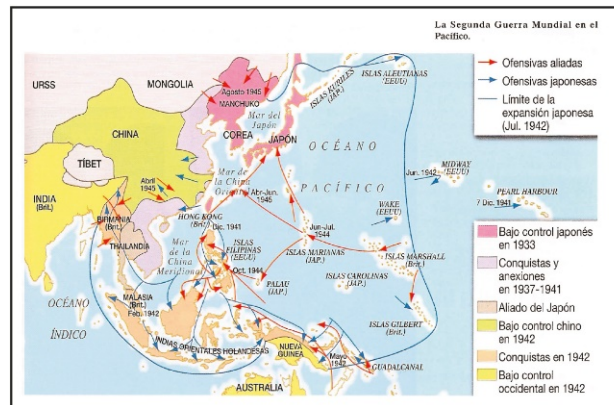 La Segunda Guerra Mundial en el
Pacífico.
URSS
MONGOLIA
Agosto 1945
MANCHUKO
CHINA
TÍBET
COREA
Mar del
Japón
JAPÓN
ISLAS KURILES
(JAP.)
ISLAS ALEUTIANAS
(EEUU)
OCÉANO
PACÍFICO
Mar de
la China
Oriental
Abril
1945
INDIA
(Brit.)
BIRMANIA
(Brit.)
THAILANDIA
HONG KONG
(Brit.)
Dic. 1941
Abr-Jun.
1945
Jun. 1942
MIDWAY
(EEUU)
PEARL HARBOUR
7 Dic. 1941
WAKE
(EEUU)
Jun-Jul.
1944
ISLAS MARIANAS
(JAP.)
ISLAS MARSHALL
(Brit.)
Mar de
la China
Meridional
ISLAS
FILIPINAS
(EEUU)
Oct. 1944
PALAU
(JAP.)
ISLAS CAROLINAS
(JAP.)
ISLAS GILBERT
(Brit.)
MALASIA
(Brit.)
Feb. 1942
OCÉANO
ÍNDICO
INDIAS ORIENTALES HOLANDESAS
NUEVA
GUINEA
Mayo
1942
GUADALCANAL
AUSTRALIA
Ofensivas aliadas
Ofensivas japonesas
Límite de la
expansión japonesa
(Jul. 1942)
Bajo control japonés
en 1933
Conquistas y
anexiones
en 1937-1941
Aliado del Japón
Bajo control chino
en 1942
Conquistas en 1942
Bajo control
occidental en 1942